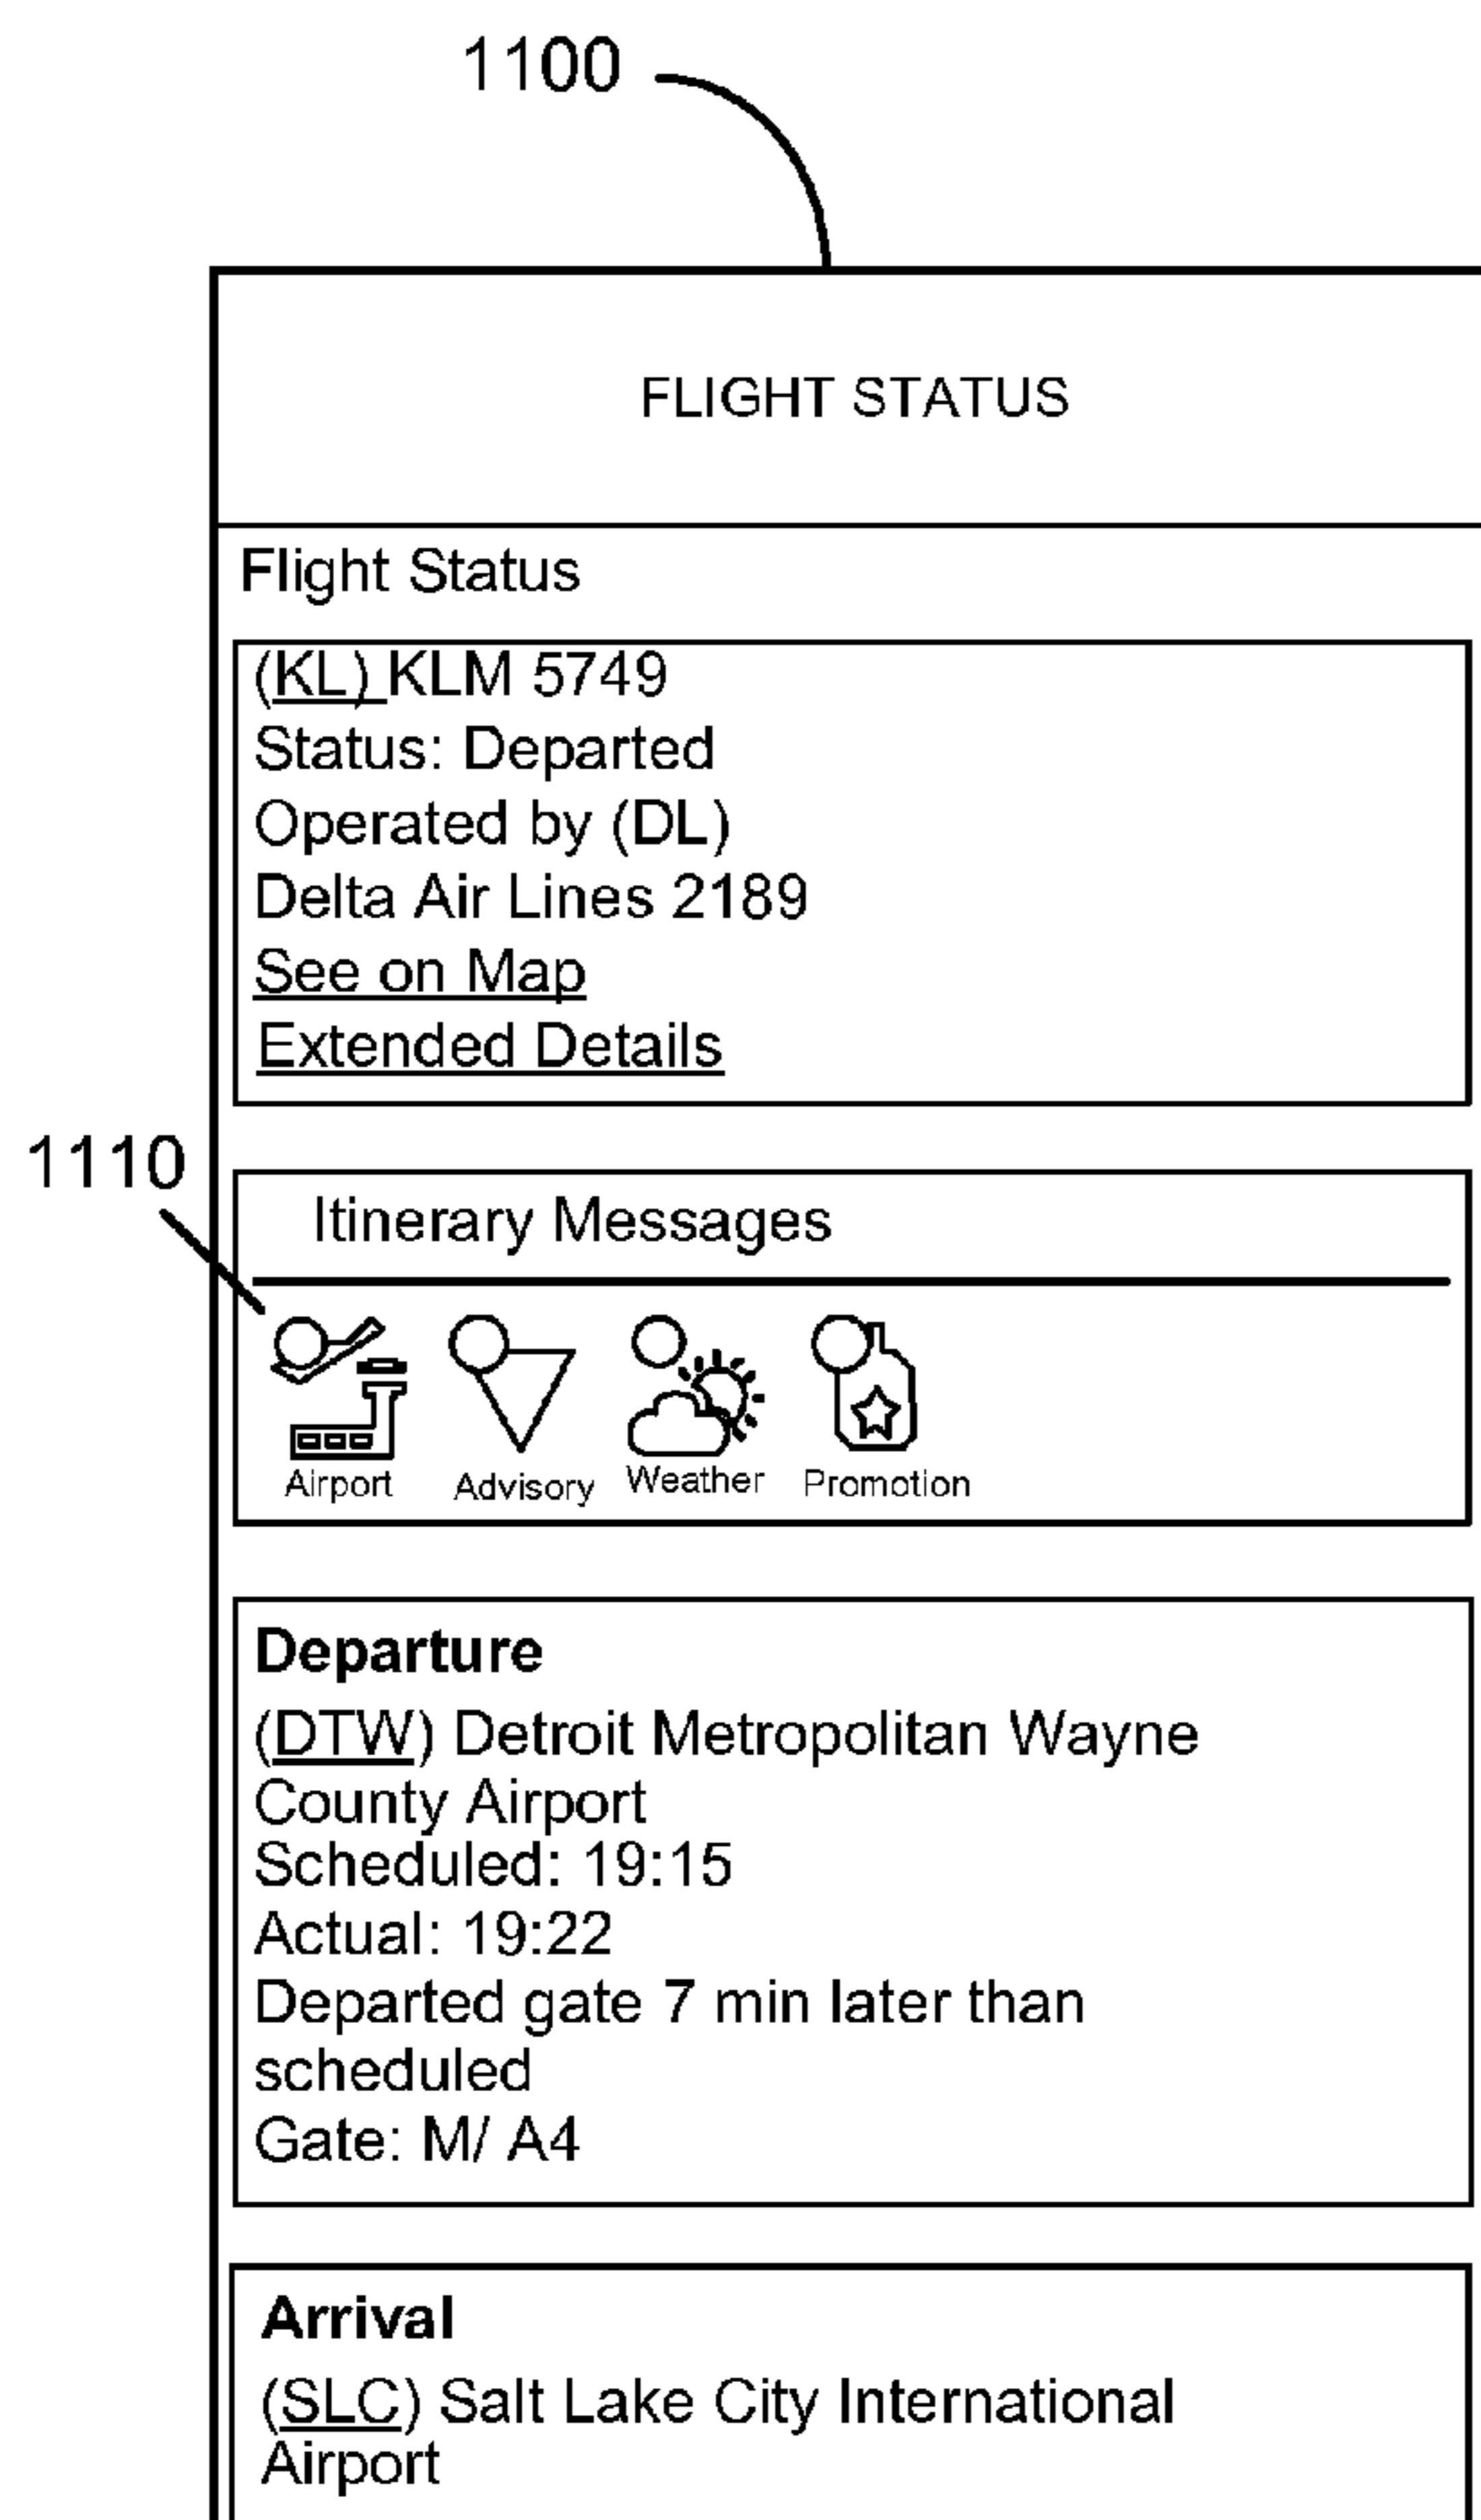 1100
FLIGHT STATUS
Flight Status
(KL) KLM 5749
Status: Departed
Operated by (DL)
Delta Air Lines 2189
See on Map
Extended Details
1110
Itinerary Messages
Airport Advisory Weather Promotion
Departure
(DTW) Detroit Metropolitan Wayne
County Airport
Scheduled: 19:15
Actual: 19:22
Departed gate 7 min later than
scheduled
Gate: M/ A4
Arrival
(SLC) Salt Lake City International
Airport